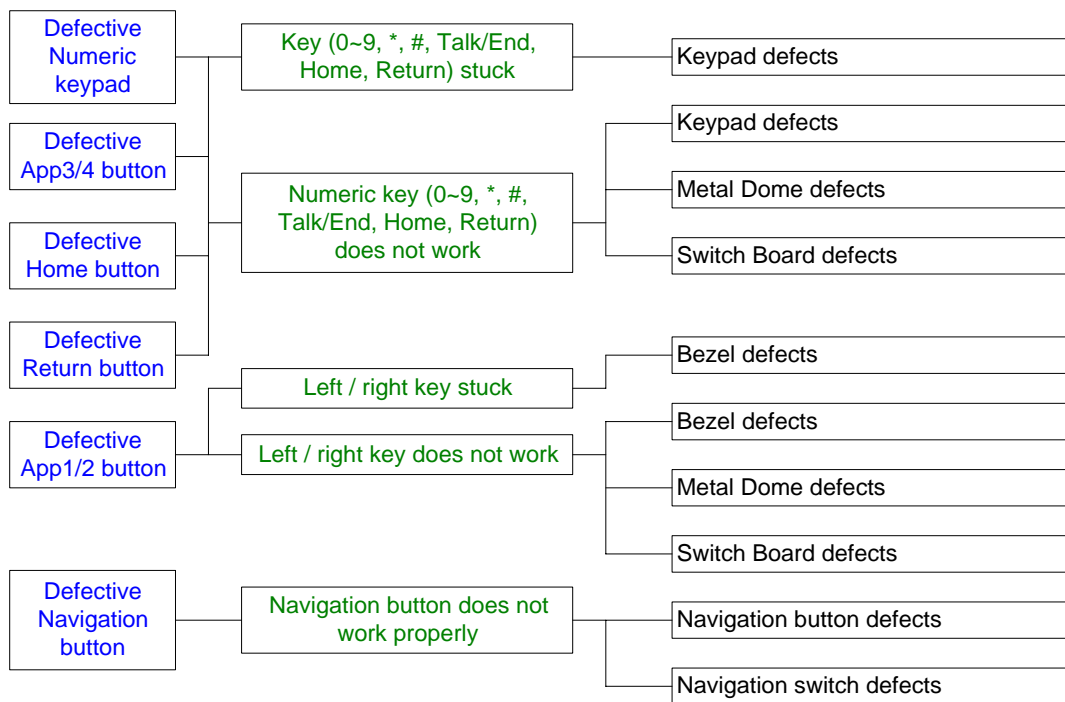 Defective
Numeric
keypad
Key (0~9, *, #, Talk/End,
Home, Return) stuck
Keypad defects
Defective
App3/4 button
Keypad defects
Numeric key (0~9, *, #,
Talk/End, Home, Return)
does not work
Metal Dome defects
Defective
Home button
Switch Board defects
Defective
Return button
Bezel defects
Left / right key stuck
Defective
App1/2 button
Left / right key does not work
Bezel defects
Metal Dome defects
Switch Board defects
Defective
Navigation
button
Navigation button does not
work properly
Navigation button defects
Navigation switch defects